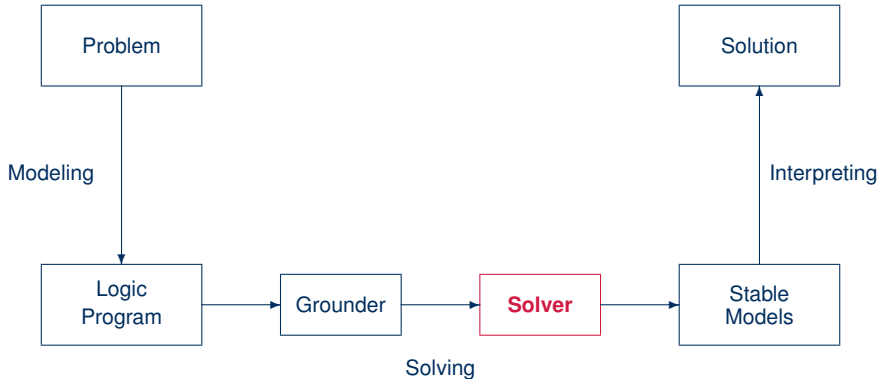 Problem
Solution
Modeling
Interpreting
Logic
Program
Grounder
Solver
Stable
Models
Solving